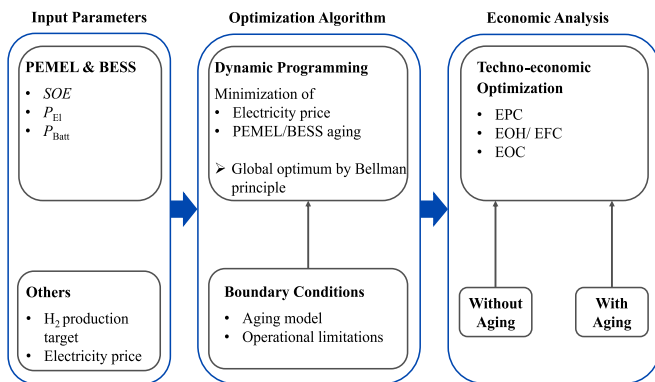 Input Parameters
PEMEL & BESS
• SOE
• P_El
• P_Batt
Others
• H₂ production
target
• Electricity price
Optimization Algorithm
Dynamic Programming
Minimization of
• Electricity price
• PEMEL/BESS aging
➢ Global optimum by Bellman
principle
Boundary Conditions
• Aging model
• Operational limitations
Economic Analysis
Techno-economic
Optimization
• EPC
• EOH/ EFC
• EOC
Without
Aging
With
Aging